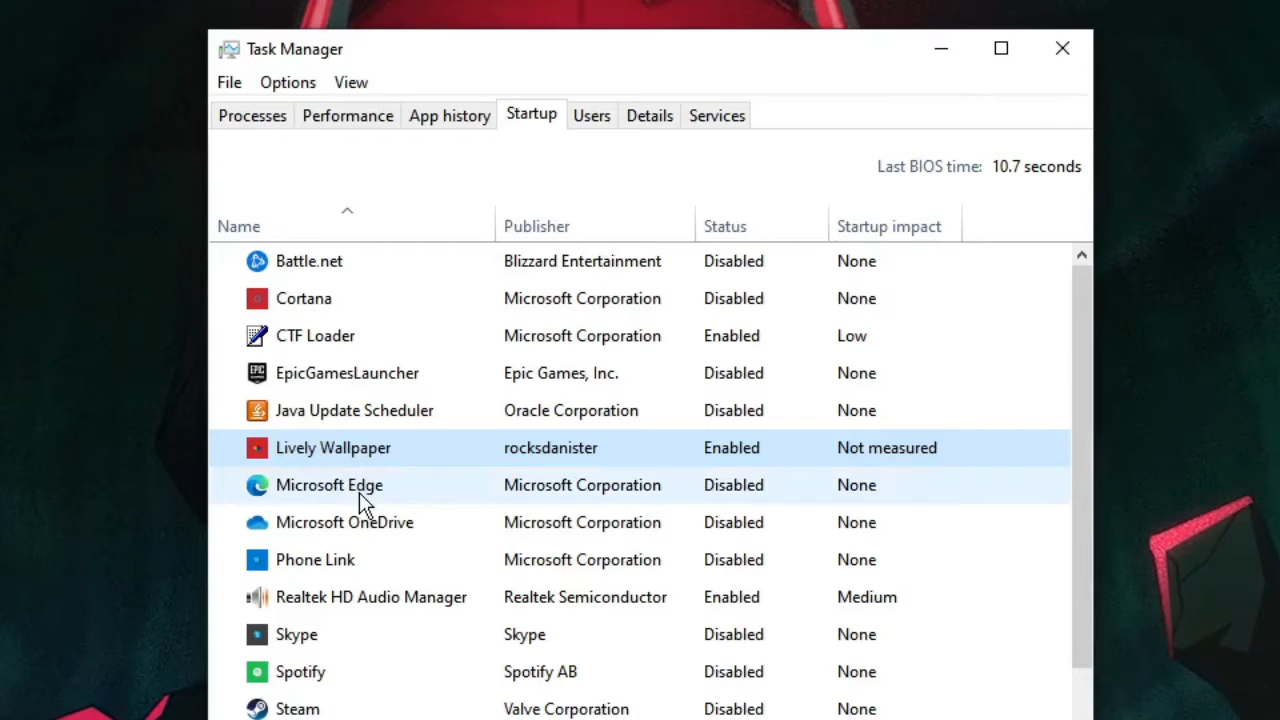 Task Manager
File Options View
Processes Performance App history Startup Users Details Services
Last BIOS time: 10.7 seconds
Name Publisher Status Startup impact
Battle.net Blizzard Entertainment Disabled None
Cortana Microsoft Corporation Disabled None
CTF Loader Microsoft Corporation Enabled Low
EPIC EpicGamesLauncher Epic Games, Inc. Disabled None
Java Update Scheduler Oracle Corporation Disabled None
Lively Wallpaper rocksdanister Enabled Not measured
Microsoft Edge Microsoft Corporation Disabled None
Microsoft OneDrive Microsoft Corporation Disabled None
Phone Link Microsoft Corporation Disabled None
Realtek HD Audio Manager Realtek Semiconductor Enabled Medium
Skype Skype Disabled None
Spotify Spotify AB Disabled None
Steam Valve Corporation Disabled None